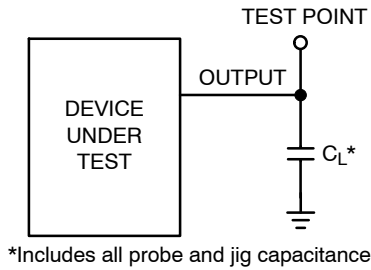 TEST POINT
OUTPUT
DEVICE
UNDER
TEST
CL*
*Includes all probe and jig capacitance